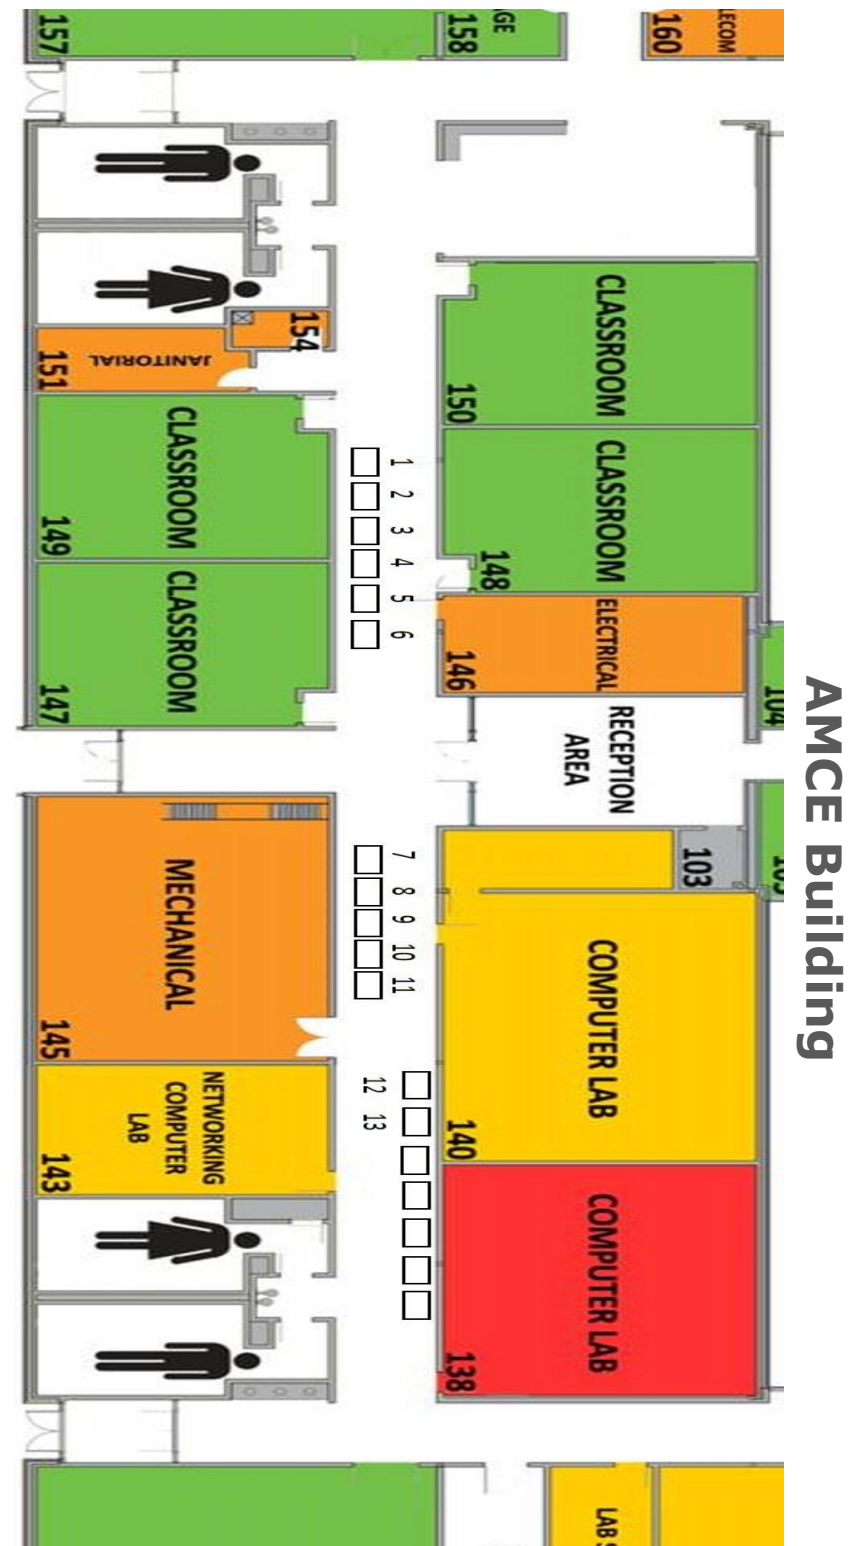 AMCE Building
157
158
160
154
JANITORIAL
151
CLASSROOM
150
CLASSROOM
149
CLASSROOM
148
CLASSROOM
147
ELECTRICAL
146
104
RECEPTION
AREA
103
1
2
3
4
5
6
7
8
9
10
11
12
13
MECHANICAL
145
COMPUTER LAB
140
NETWORKING
COMPUTER
LAB
143
COMPUTER LAB
138
LAB